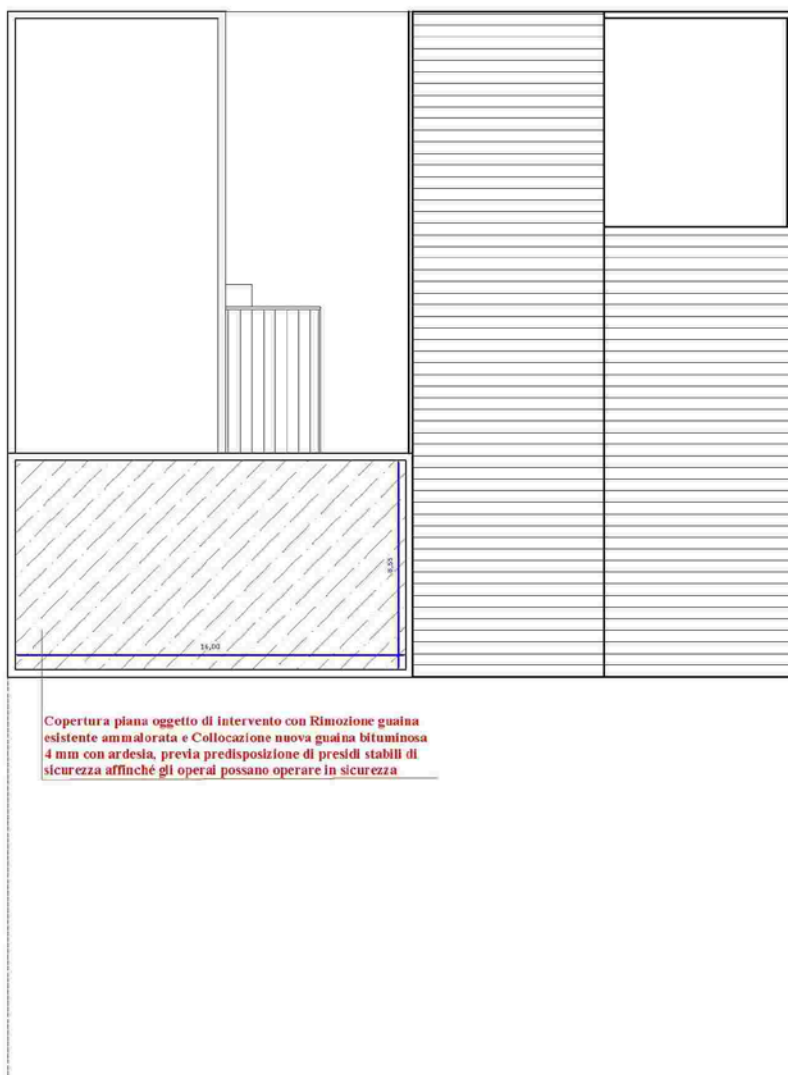 14,00
Copertura piana oggetto di intervento con Rimozione guaina
esistente ammalorata e Collocazione nuova guaina bituminosa
4 mm con ardesia, previa predisposizione di presidi stabili di
sicurezza affinché gli operai possano operare in sicurezza